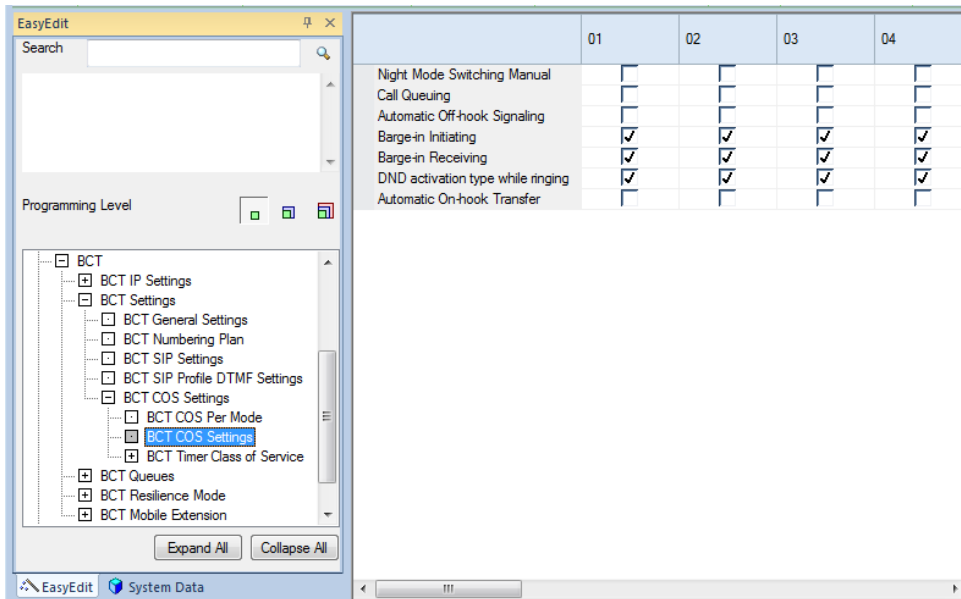 EasyEdit
Search
Programming Level
BCT
BCT IP Settings
BCT Settings
BCT General Settings
BCT Numbering Plan
BCT SIP Settings
BCT SIP Profile DTMF Settings
BCT COS Settings
BCT COS Per Mode
BCT COS Settings
BCT Timer Class of Service
BCT Queues
BCT Resilience Mode
BCT Mobile Extension
Expand All Collapse All
EasyEdit System Data
01 02 03 04
Night Mode Switching Manual
Call Queuing
Automatic Off-hook Signaling
Barge-in Initiating
Barge-in Receiving
DND activation type while ringing
Automatic On-hook Transfer